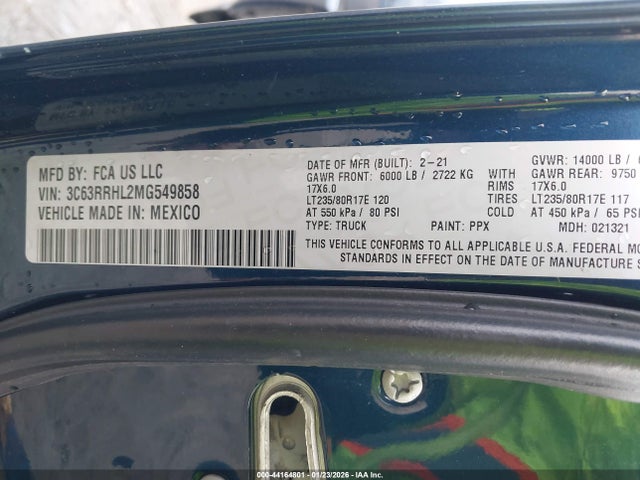 MFD BY: FCA US LLC
VIN: 3C63RRHL2MG549858
VEHICLE MADE IN: MEXICO
DATE OF MFR (BUILT): 2-21 GVWR: 14000 LB /
GAWR FRONT: 6000 LB / 2722 KG WITH GAWR REAR: 9750
17X6.0 RIMS 17X6.0
LT235/80R17E 120 TIRES LT235/80R17E 117
AT 550 kPa / 80 PSI COLD AT 450 kPa / 65 PSI
TYPE: TRUCK PAINT: PPX MDH: 021321
THIS VEHICLE CONFORMS TO ALL APPLICABLE U.S.A. FEDERAL MO
STANDARDS IN EFFECT ON THE DATE OF MANUFACTURE S
000-44164801 - 01/23/2026 - IAA Inc.